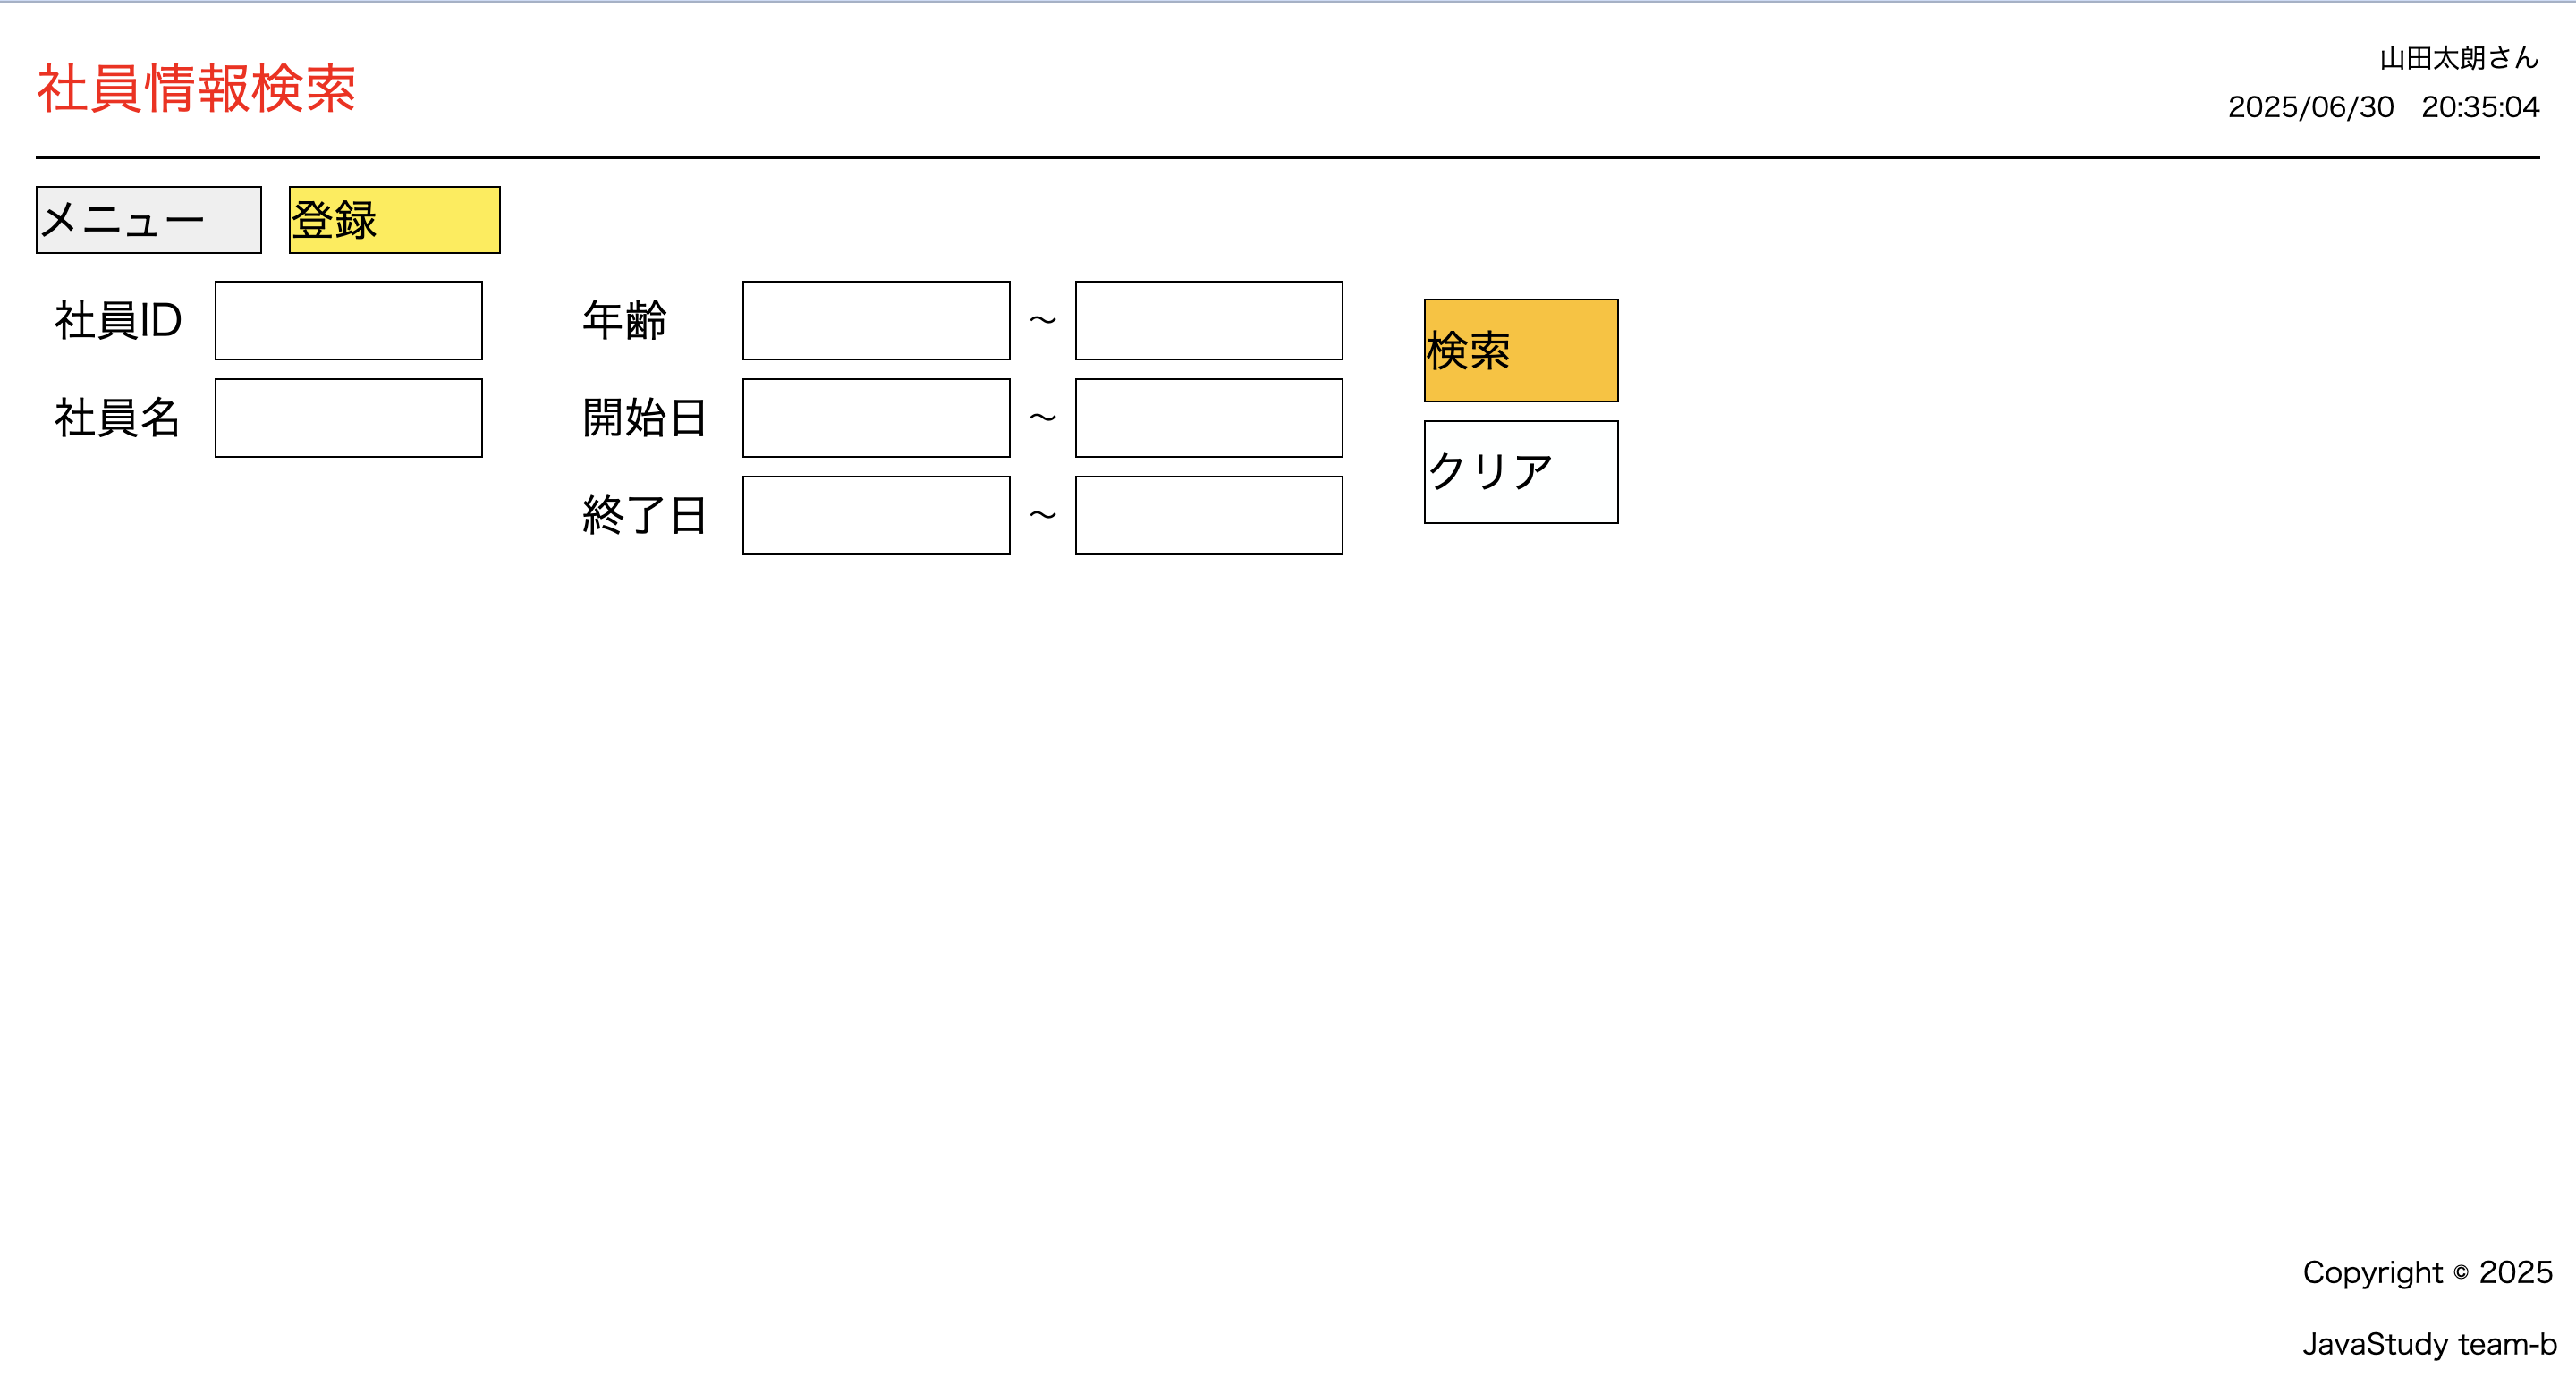 社員情報検索
山田太朗さん
2025/06/30 20:35:04
メニュー 登録
社員ID 年齢 ～
社員名 開始日 ～
終了日 ～
検索
クリア
Copyright © 2025
JavaStudy team-b